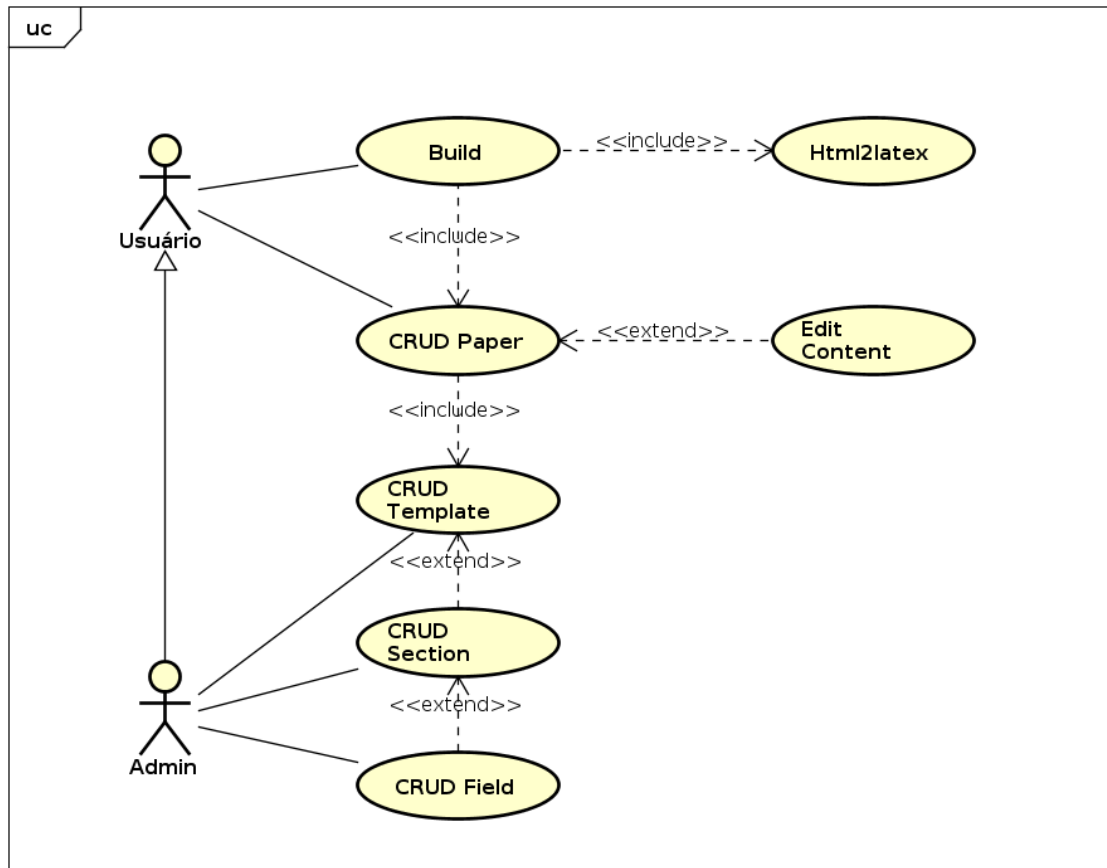 uc
Build
<<include>>
Html2latex
Usuário
<<include>>
CRUD Paper
<<extend>>
Edit
Content
<<include>>
CRUD
Template
<<extend>>
CRUD
Section
<<extend>>
Admin
CRUD Field